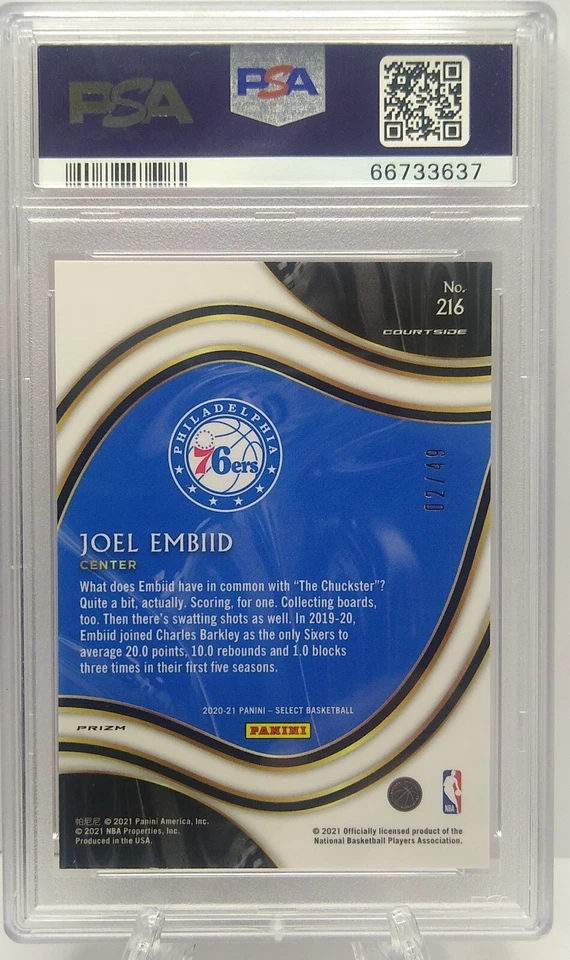 PSA
PSA
66733637
No.
216
COURTSIDE
PHILADELPHIA
76ers
02/49
JOEL EMBIID
CENTER
What does Embiid have in common with “The Chuckster”?
Quite a bit, actually. Scoring, for one. Collecting boards,
too. Then there’s swatting shots as well. In 2019-20,
Embiid joined Charles Barkley as the only Sixers to
average 20.0 points, 10.0 rebounds and 1.0 blocks
three times in their first five seasons.
2020-21 PANINI – SELECT BASKETBALL
PANINI
PRIZM
NBA
帕尼尼 © 2021 Panini America, Inc.
© 2021 NBA Properties, Inc.
Produced in the USA.
© 2021 Officially licensed product of the
National Basketball Players Association.